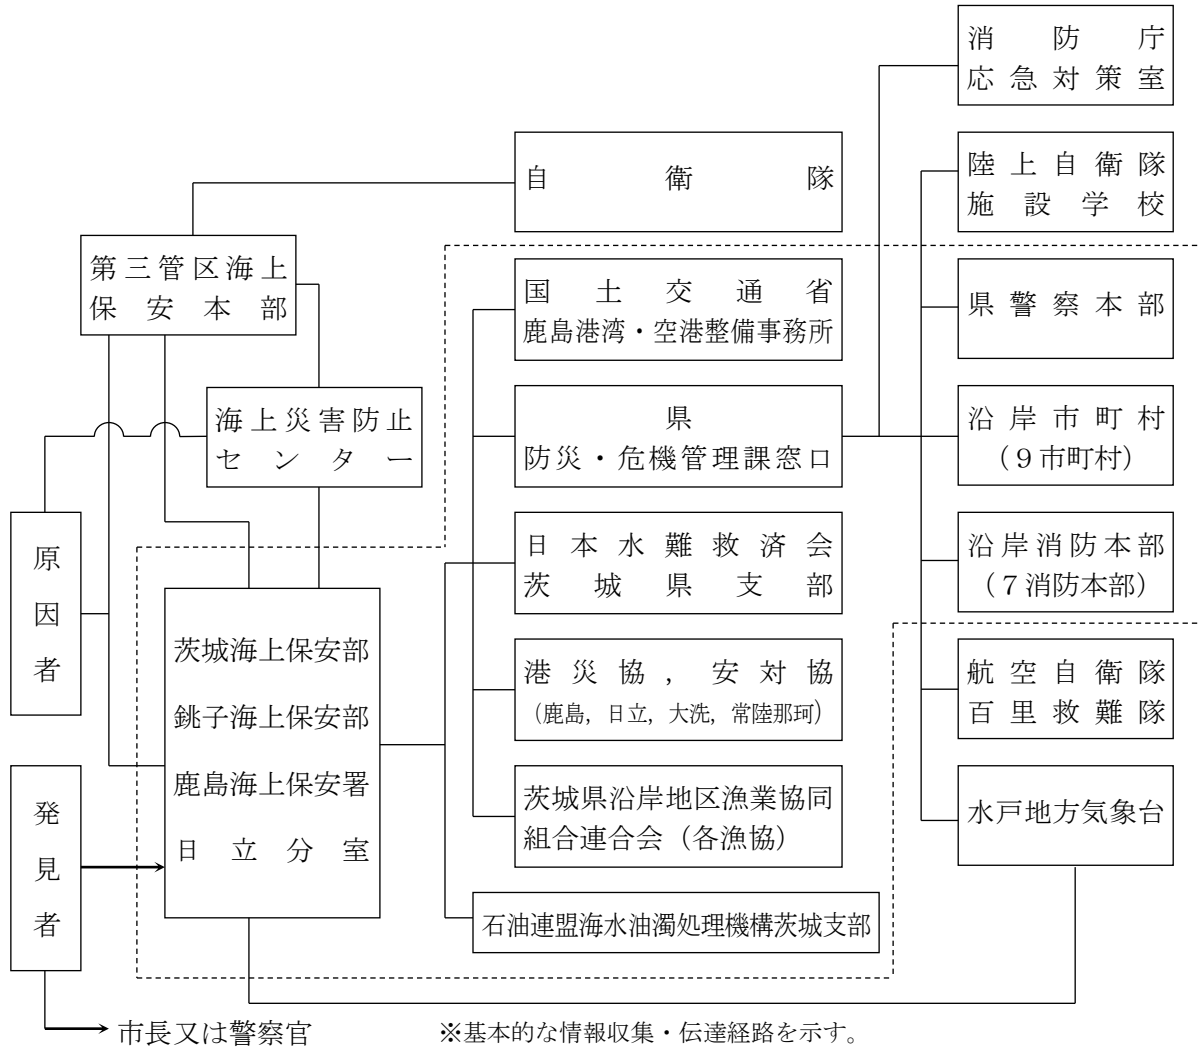 消防庁
応急対策室
自衛隊
陸上自衛隊
施設学校
第三管区海上
保安本部
国土交通省
鹿島港湾・空港整備事務所
県警察本部
海上災害防止
センター
県
防災・危機管理課窓口
沿岸市町村
（９市町村）
原因者
日本水難救済会
茨城県支部
沿岸消防本部
（７消防本部）
茨城海上保安部
銚子海上保安部
鹿島海上保安署
日立分室
港災協，安対協
（鹿島，日立，大洗，常陸那珂）
航空自衛隊
百里救難隊
発見者
茨城県沿岸地区漁業協同
組合連合会（各漁協）
水戸地方気象台
石油連盟海水油濁処理機構茨城支部
市長又は警察官
※基本的な情報収集・伝達経路を示す。